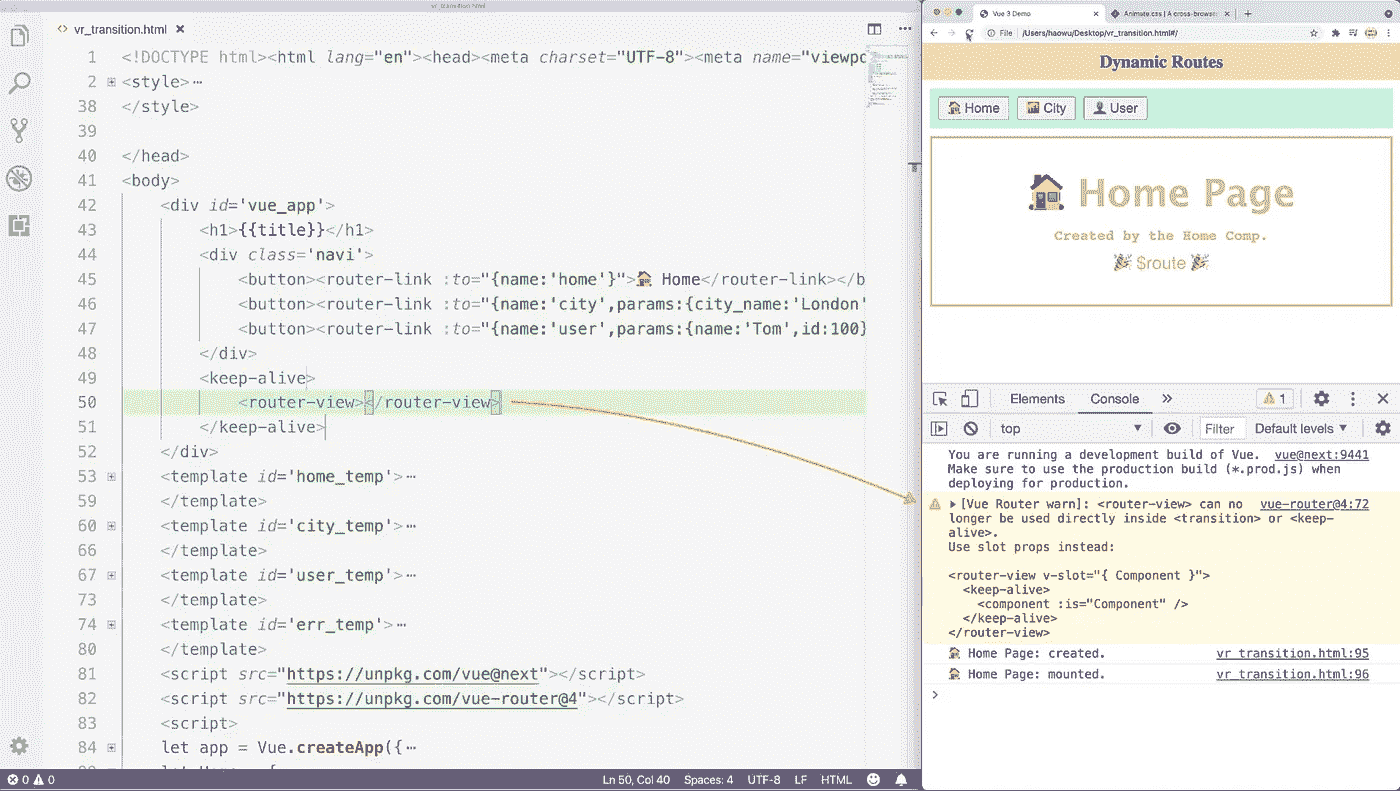 vr_transition.html
vr_transition.html
1 <!DOCTYPE html><html lang="en"><head><meta charset="UTF-8"><meta name="viewpo
2 <style>⋯
38 </style>
39
40 </head>
41 <body>
42 <div id='vue_app'>
43 <h1>{{title}}</h1>
44 <div class='navi'>
45 <button><router-link :to="{name:'home'}">🏠 Home</router-link></b
46 <button><router-link :to="{name:'city',params:{city_name:'London'
47 <button><router-link :to="{name:'user',params:{name:'Tom',id:100}
48 </div>
49 <keep-alive>
50 <router-view></router-view>
51 </keep-alive>
52 </div>
53 <template id='home_temp'>⋯
59 </template>
60 <template id='city_temp'>⋯
66 </template>
67 <template id='user_temp'>⋯
73 </template>
74 <template id='err_temp'>⋯
80 </template>
81 <script src="https://unpkg.com/vue@next"></script>
82 <script src="https://unpkg.com/vue-router@4"></script>
83 <script>
84 let app = Vue.createApp({⋯
0 0 Ln 50, Col 40 Spaces: 4 UTF-8 LF HTML
Vue 3 Demo Animate.css | A cross-browse
File /Users/haowu/Desktop/vr_transition.html#/
Dynamic Routes
🏠 Home 🌇 City 👤 User
🏠 Home Page
Created by the Home Comp.
🎉 $route 🎉
Elements Console » 1
top Filter Default levels
You are running a development build of Vue. vue@next:9441
Make sure to use the production build (*.prod.js) when
deploying for production.
[Vue Router warn]: <router-view> can no vue-router@4:72
longer be used directly inside <transition> or <keep-
alive>.
Use slot props instead:
<router-view v-slot="{ Component }">
<keep-alive>
<component :is="Component" />
</keep-alive>
</router-view>
🏠 Home Page: created. vr_transition.html:95
🏠 Home Page: mounted. vr_transition.html:96